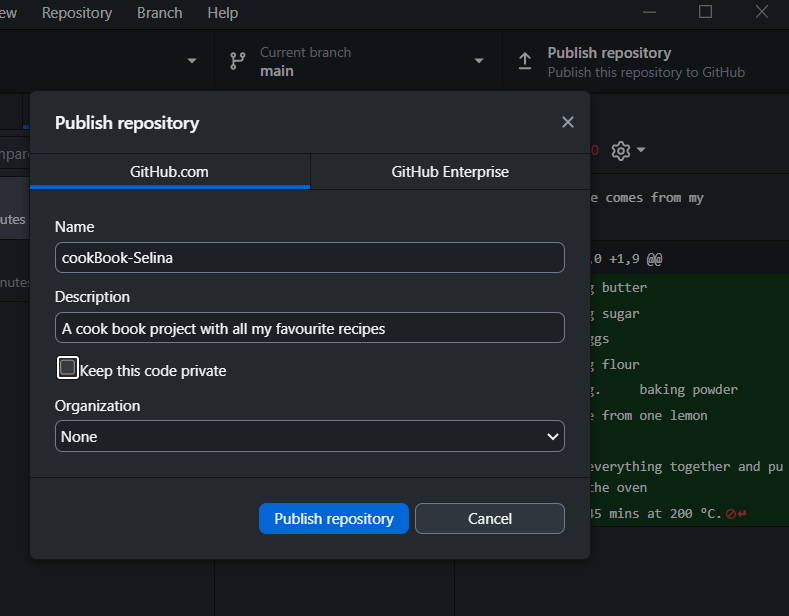 ew Repository Branch Help
Current branch
main
Publish repository
Publish this repository to GitHub
Publish repository
0
mpar
GitHub.com GitHub Enterprise
e comes from my
utes
Name
cookBook-Selina
,0 +1,9 @@
nutes
g butter
Description
g sugar
A cook book project with all my favourite recipes
ggs
Keep this code private
g flour
g. baking powder
Organization
e from one lemon
None
everything together and pu
the oven
Publish repository Cancel
45 mins at 200 °C.